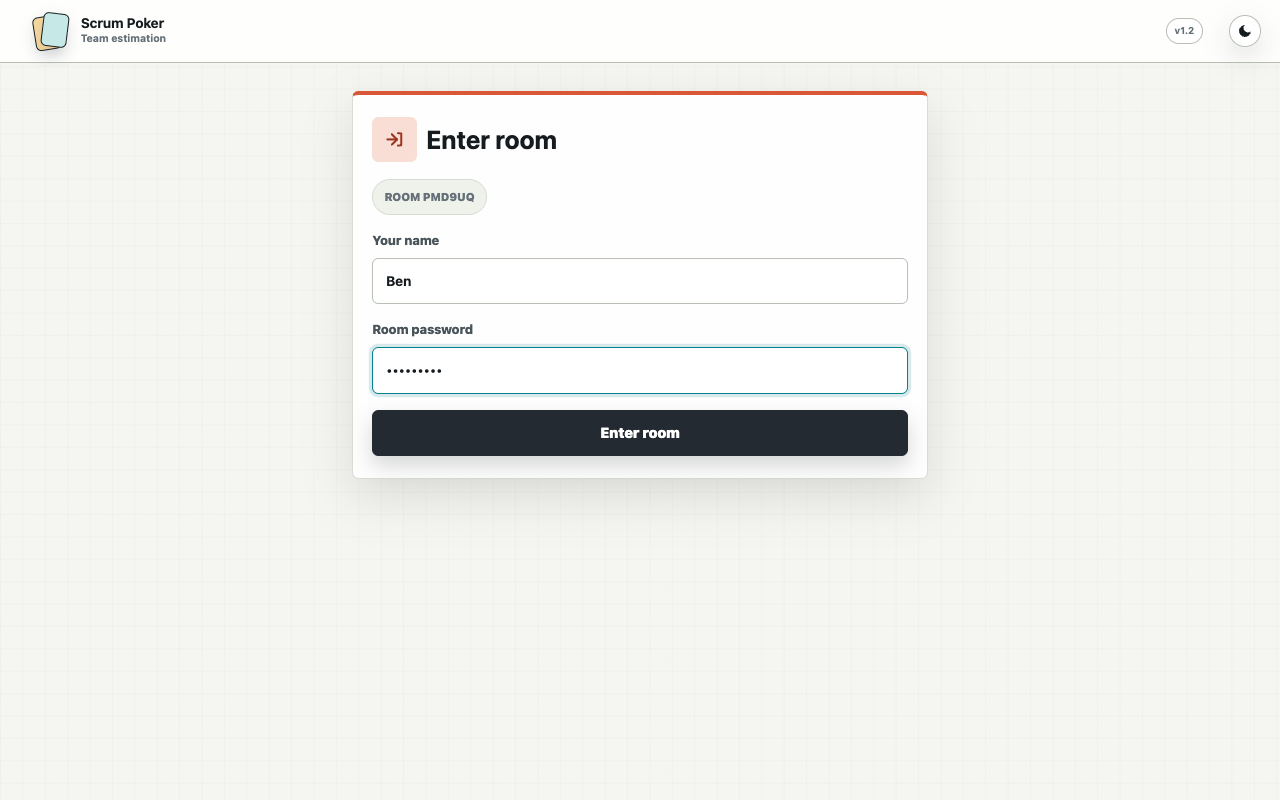 Scrum Poker
Team estimation
v1.2
Enter room
ROOM PMD9UQ
Your name
Ben
Room password
•••••••••
Enter room